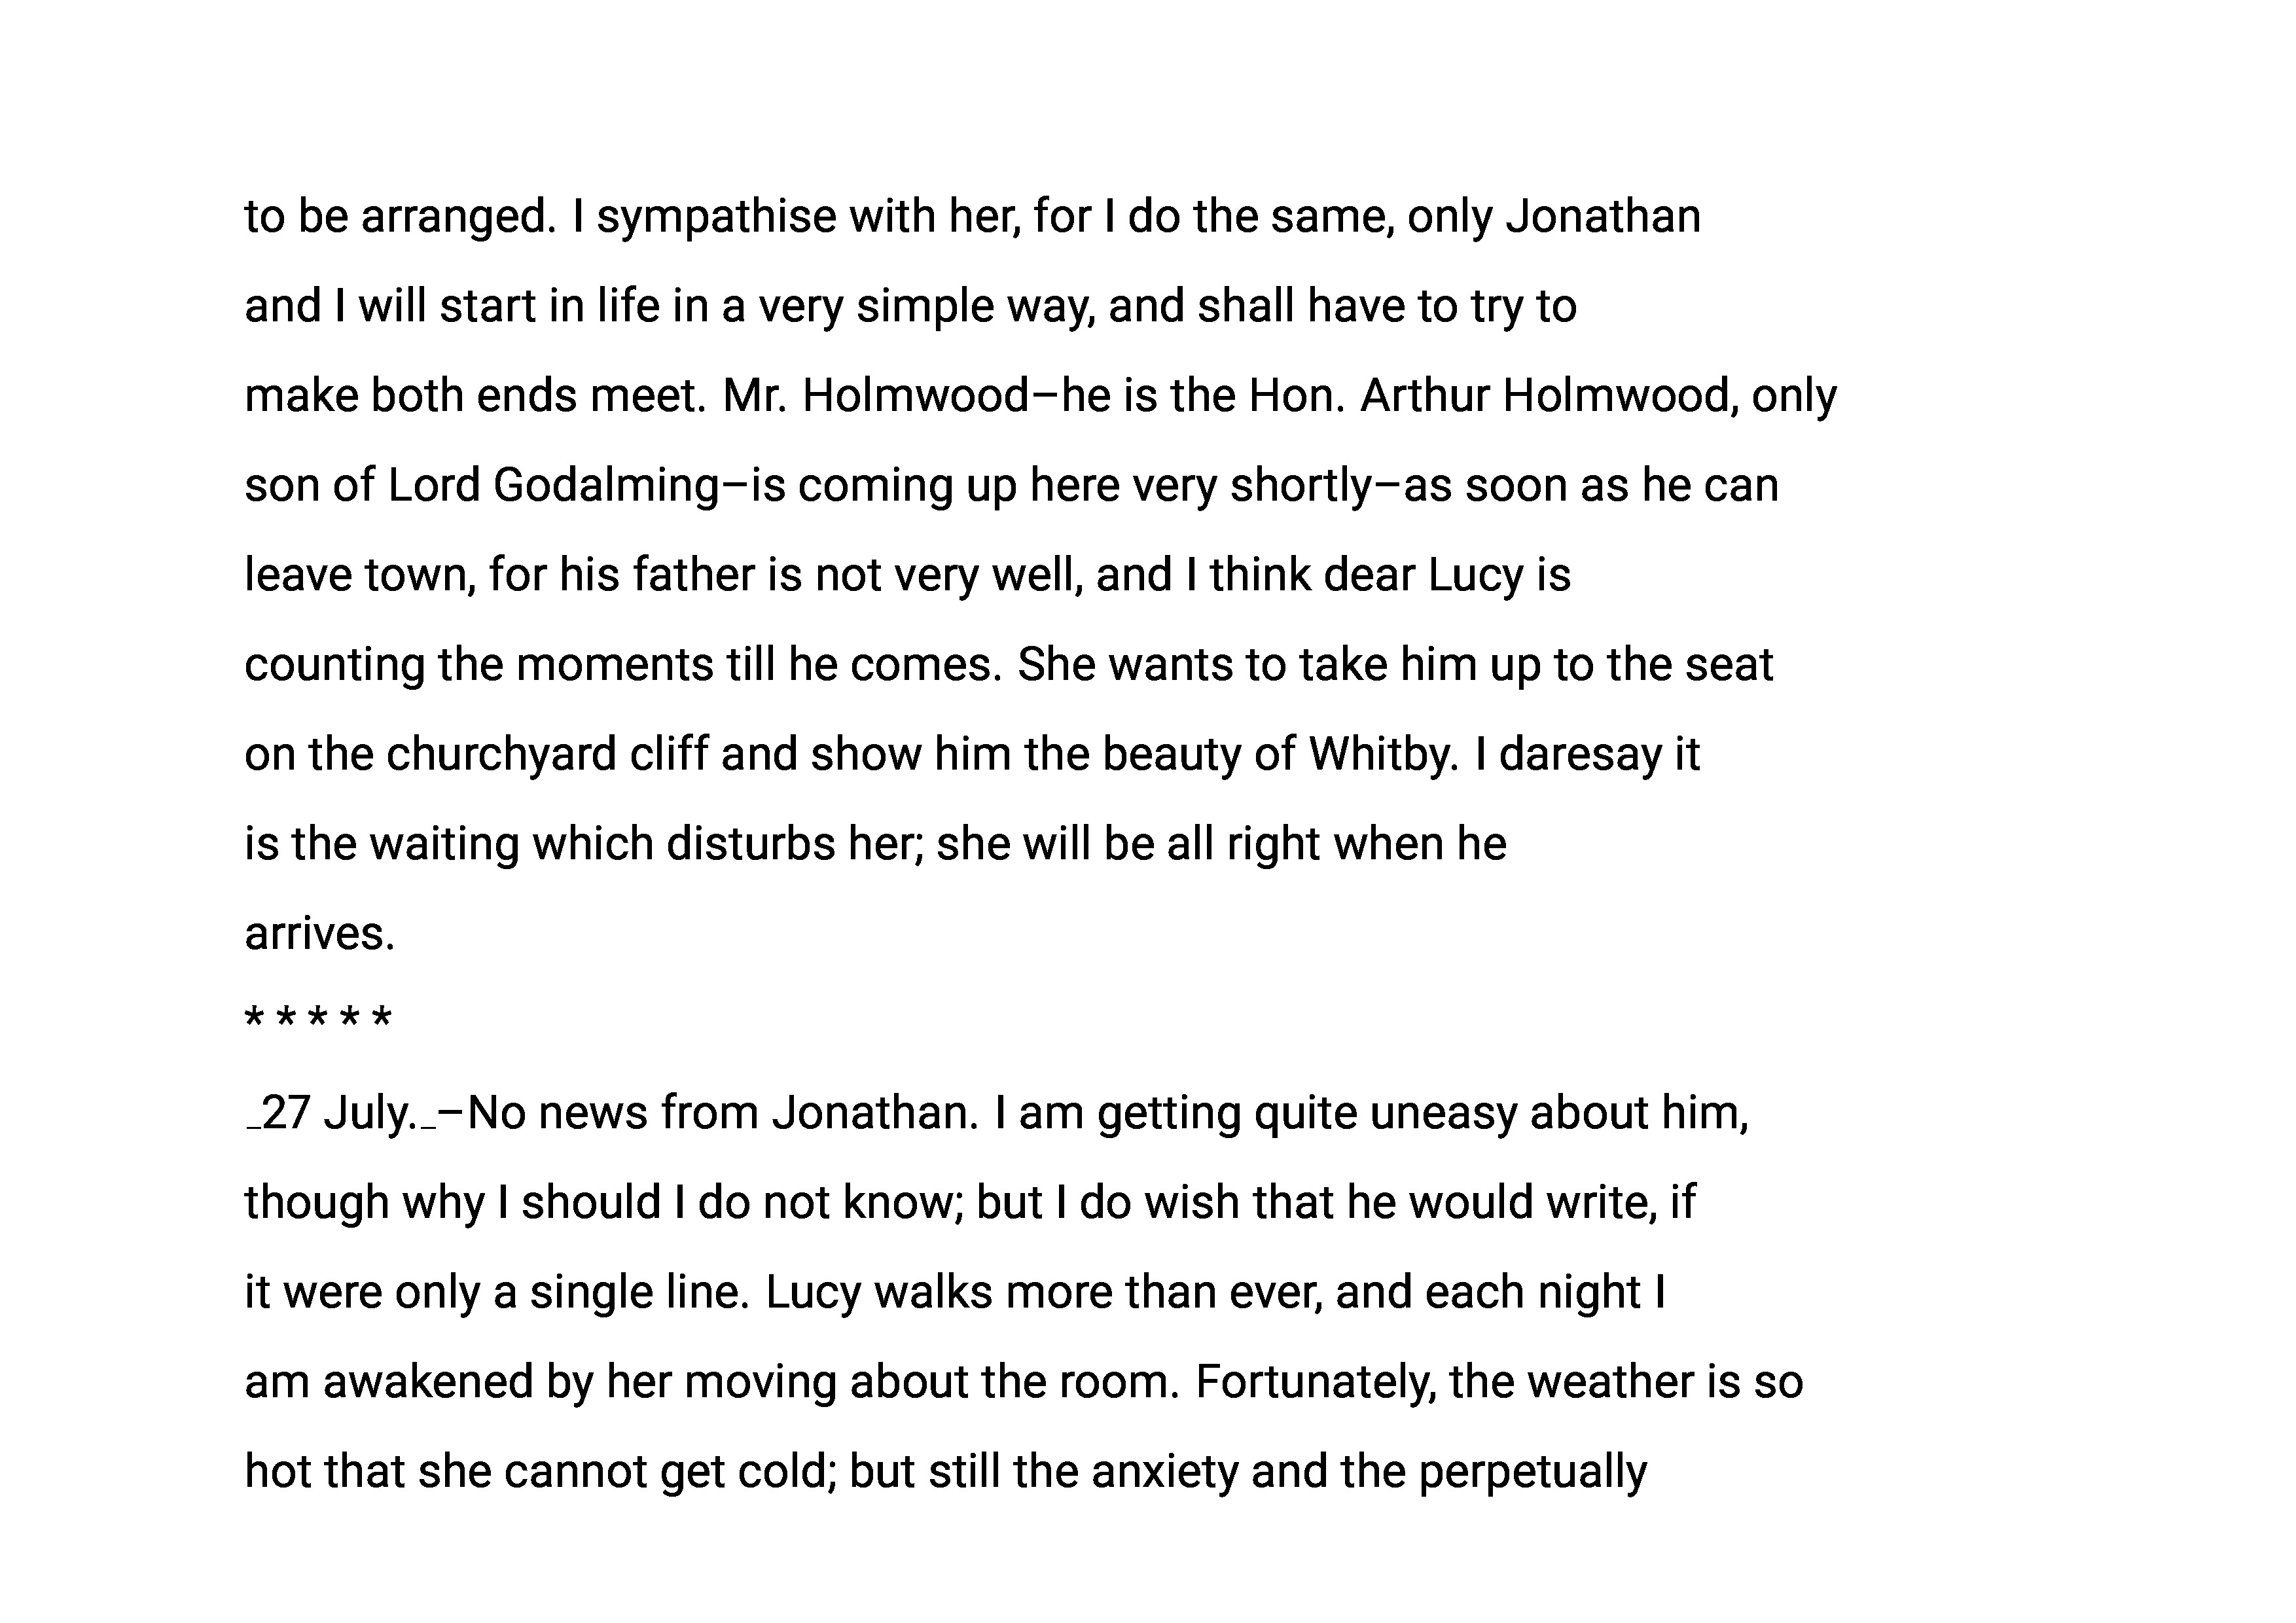 to be arranged. I sympathise with her, for I do the same, only Jonathan
and I will start in life in a very simple way, and shall have to try to
make both ends meet. Mr. Holmwood–he is the Hon. Arthur Holmwood, only
son of Lord Godalming–is coming up here very shortly–as soon as he can
leave town, for his father is not very well, and I think dear Lucy is
counting the moments till he comes. She wants to take him up to the seat
on the churchyard cliff and show him the beauty of Whitby. I daresay it
is the waiting which disturbs her; she will be all right when he
arrives.
* * * * *
_27 July._–No news from Jonathan. I am getting quite uneasy about him,
though why I should I do not know; but I do wish that he would write, if
it were only a single line. Lucy walks more than ever, and each night I
am awakened by her moving about the room. Fortunately, the weather is so
hot that she cannot get cold; but still the anxiety and the perpetually